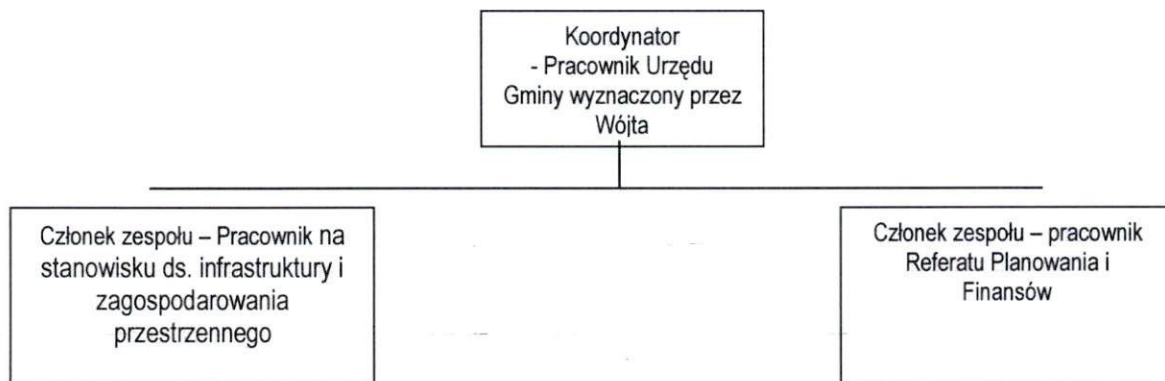 Koordynator
- Pracownik Urzędu
Gminy wyznaczony przez
Wójta
Członek zespołu – Pracownik na
stanowisku ds. infrastruktury i
zagospodarowania
przestrzennego
Członek zespołu – pracownik
Referatu Planowania i
Finansów